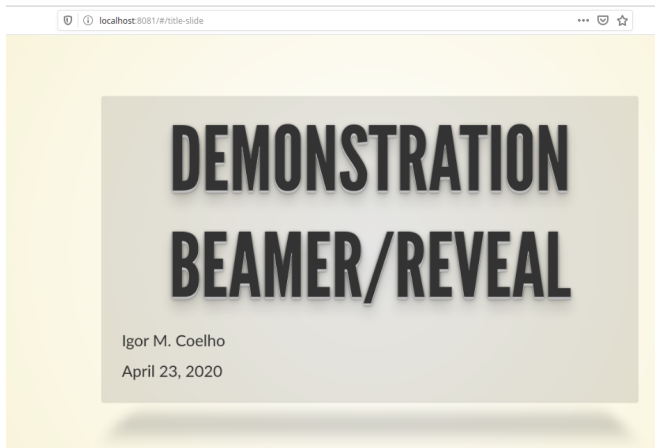 localhost:8081/#/title-slide
DEMONSTRATION
BEAMER/REVEAL
Igor M. Coelho
April 23, 2020